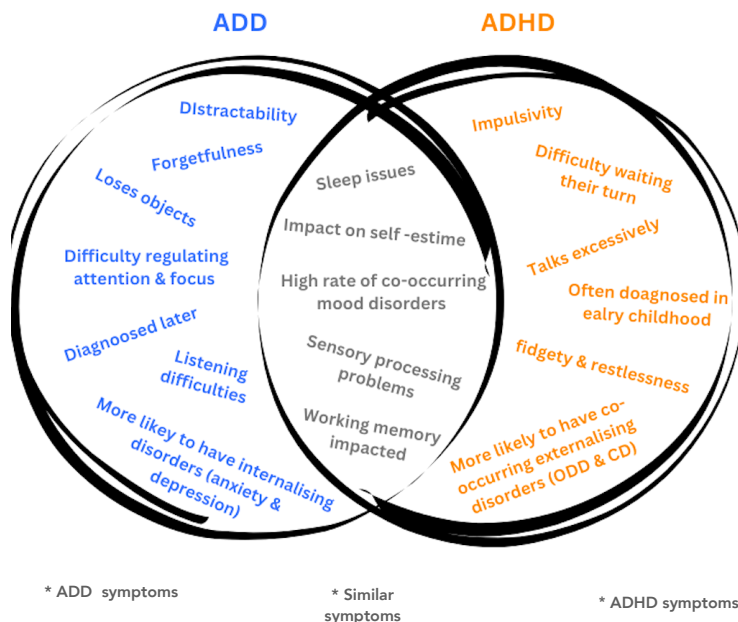 ADD
ADHD
DIstractability
Forgetfulness
Loses objects
Difficulty regulating
attention & focus
Diagnoosed later
Listening
difficulties
More likely to have internalising
disorders (anxiety &
depression)
Sleep issues
Impact on self -estime
High rate of co-occurring
mood disorders
Sensory processing
problems
Working memory
impacted
Impulsivity
Difficulty waiting
their turn
Talks excessively
Often doagnosed in
ealry childhood
fidgety & restlessness
More likely to have co-
occurring externalising
disorders (ODD & CD)
* ADD symptoms
* Similar
symptoms
* ADHD symptoms